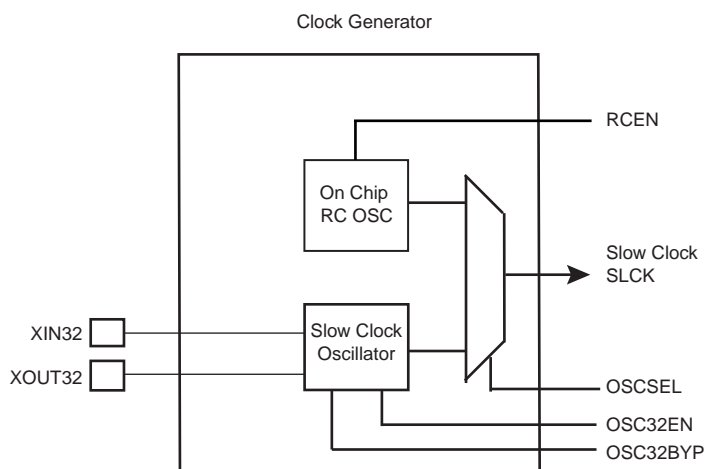 Clock Generator
RCEN
On Chip
RC OSC
Slow Clock
SLCK
XIN32
Slow Clock
Oscillator
XOUT32
OSCSEL
OSC32EN
OSC32BYP